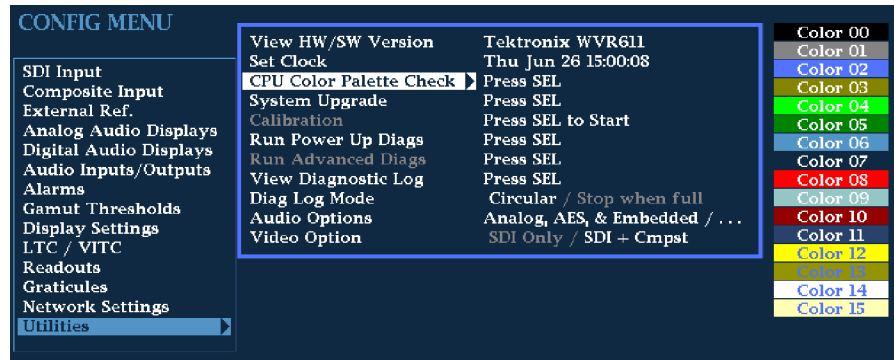 CONFIG MENU
SDI Input
Composite Input
External Ref.
Analog Audio Displays
Digital Audio Displays
Audio Inputs/Outputs
Alarms
Gamut Thresholds
Display Settings
LTC / VITC
Readouts
Graticules
Network Settings
Utilities
View HW/SW Version Tektronix WVR611
Set Clock Thu Jun 26 15:00:08
CPU Color Palette Check Press SEL
System Upgrade Press SEL
Calibration Press SEL to Start
Run Power Up Diags Press SEL
Run Advanced Diags Press SEL
View Diagnostic Log Press SEL
Diag Log Mode Circular / Stop when full
Audio Options Analog, AES, & Embedded / ...
Video Option SDI Only / SDI + Cmpst
Color 00
Color 01
Color 02
Color 03
Color 04
Color 05
Color 06
Color 07
Color 08
Color 09
Color 10
Color 11
Color 12
Color 13
Color 14
Color 15